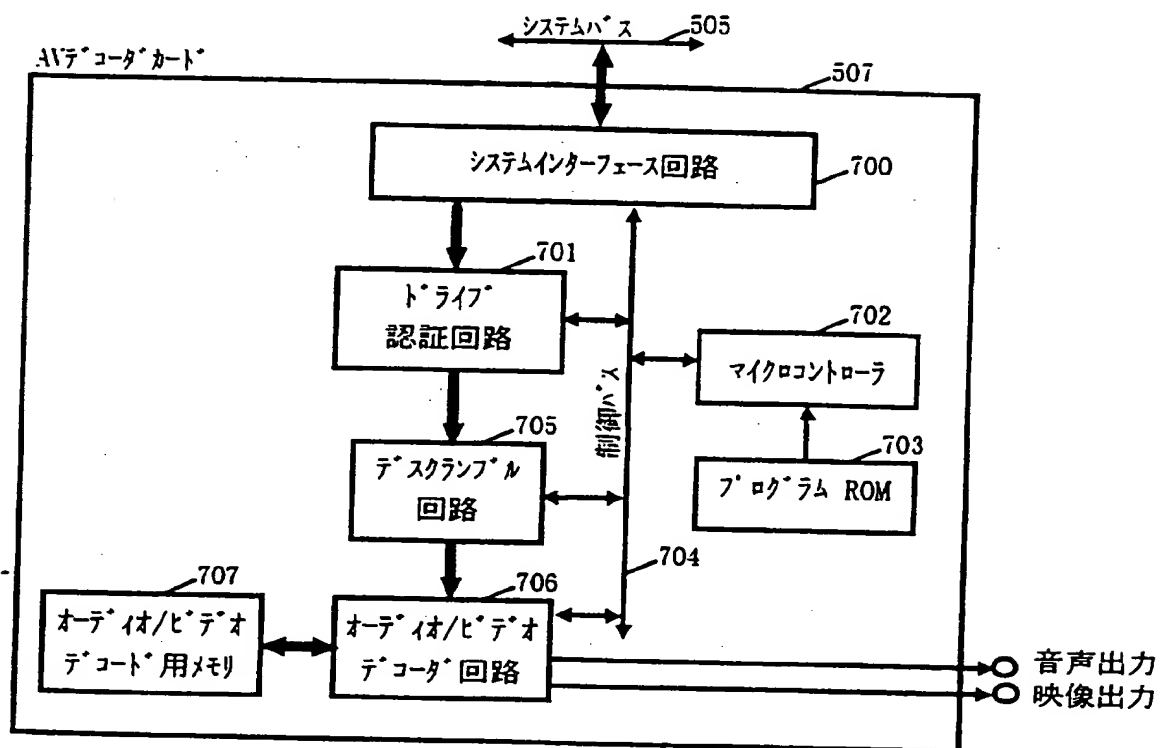 システムバス
505
AVデコーダカード
507
システムインターフェース回路
700
701
ドライブ
認証回路
702
マイクロコントローラ
制御バス
705
デスクランブル
回路
703
プログラム ROM
704
707
オーディオ/ビデオ
デコード用メモリ
706
オーディオ/ビデオ
デコーダ回路
音声出力
映像出力